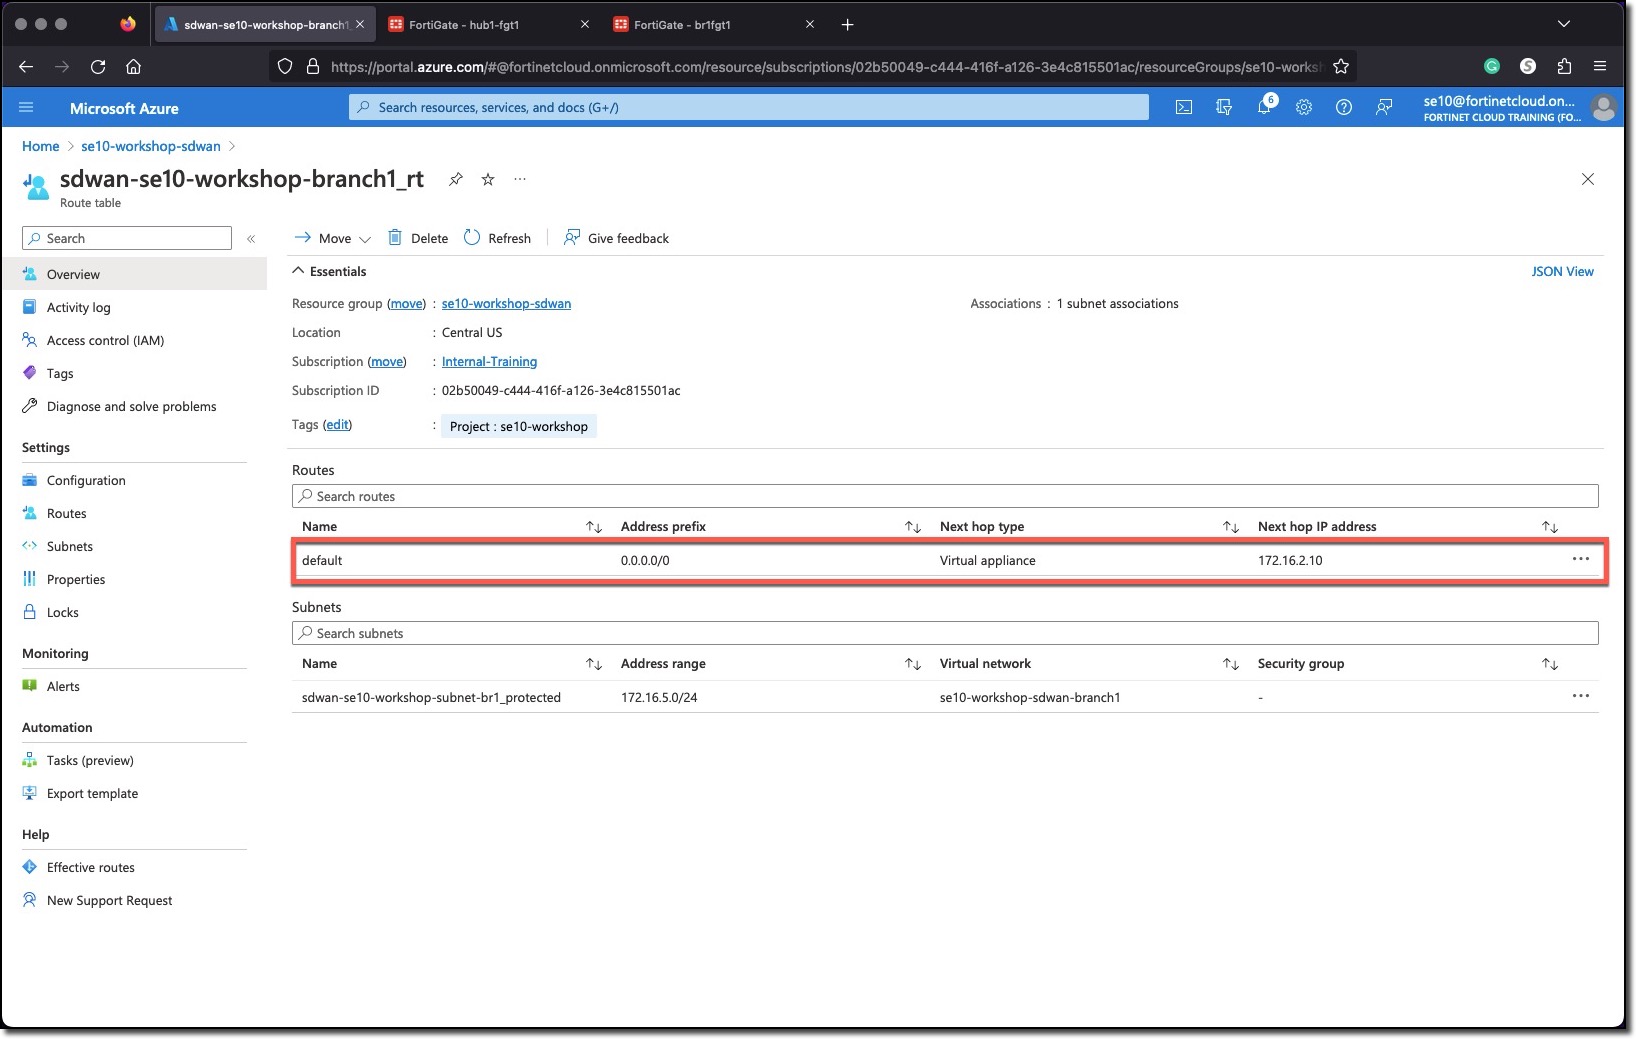 sdwan-se10-workshop-branch1_
FortiGate - hub1-fgt1
FortiGate - br1fgt1
https://portal.azure.com/#@fortinetcloud.onmicrosoft.com/resource/subscriptions/02b50049-c444-416f-a126-3e4c815501ac/resourceGroups/se10-worksh
Microsoft Azure
Search resources, services, and docs (G+/)
6
se10@fortinetcloud.on...
FORTINET CLOUD TRAINING (FO...
Home > se10-workshop-sdwan >
sdwan-se10-workshop-branch1_rt
Route table
Search
Move
Delete
Refresh
Give feedback
Overview
Activity log
Access control (IAM)
Tags
Diagnose and solve problems
Settings
Configuration
Routes
Subnets
Properties
Locks
Monitoring
Alerts
Automation
Tasks (preview)
Export template
Help
Effective routes
New Support Request
Essentials
JSON View
Resource group (move) : se10-workshop-sdwan
Associations : 1 subnet associations
Location : Central US
Subscription (move) : Internal-Training
Subscription ID : 02b50049-c444-416f-a126-3e4c815501ac
Tags (edit) : Project : se10-workshop
Routes
Search routes
Name Address prefix Next hop type Next hop IP address
default 0.0.0.0/0 Virtual appliance 172.16.2.10
Subnets
Search subnets
Name Address range Virtual network Security group
sdwan-se10-workshop-subnet-br1_protected 172.16.5.0/24 se10-workshop-sdwan-branch1 -